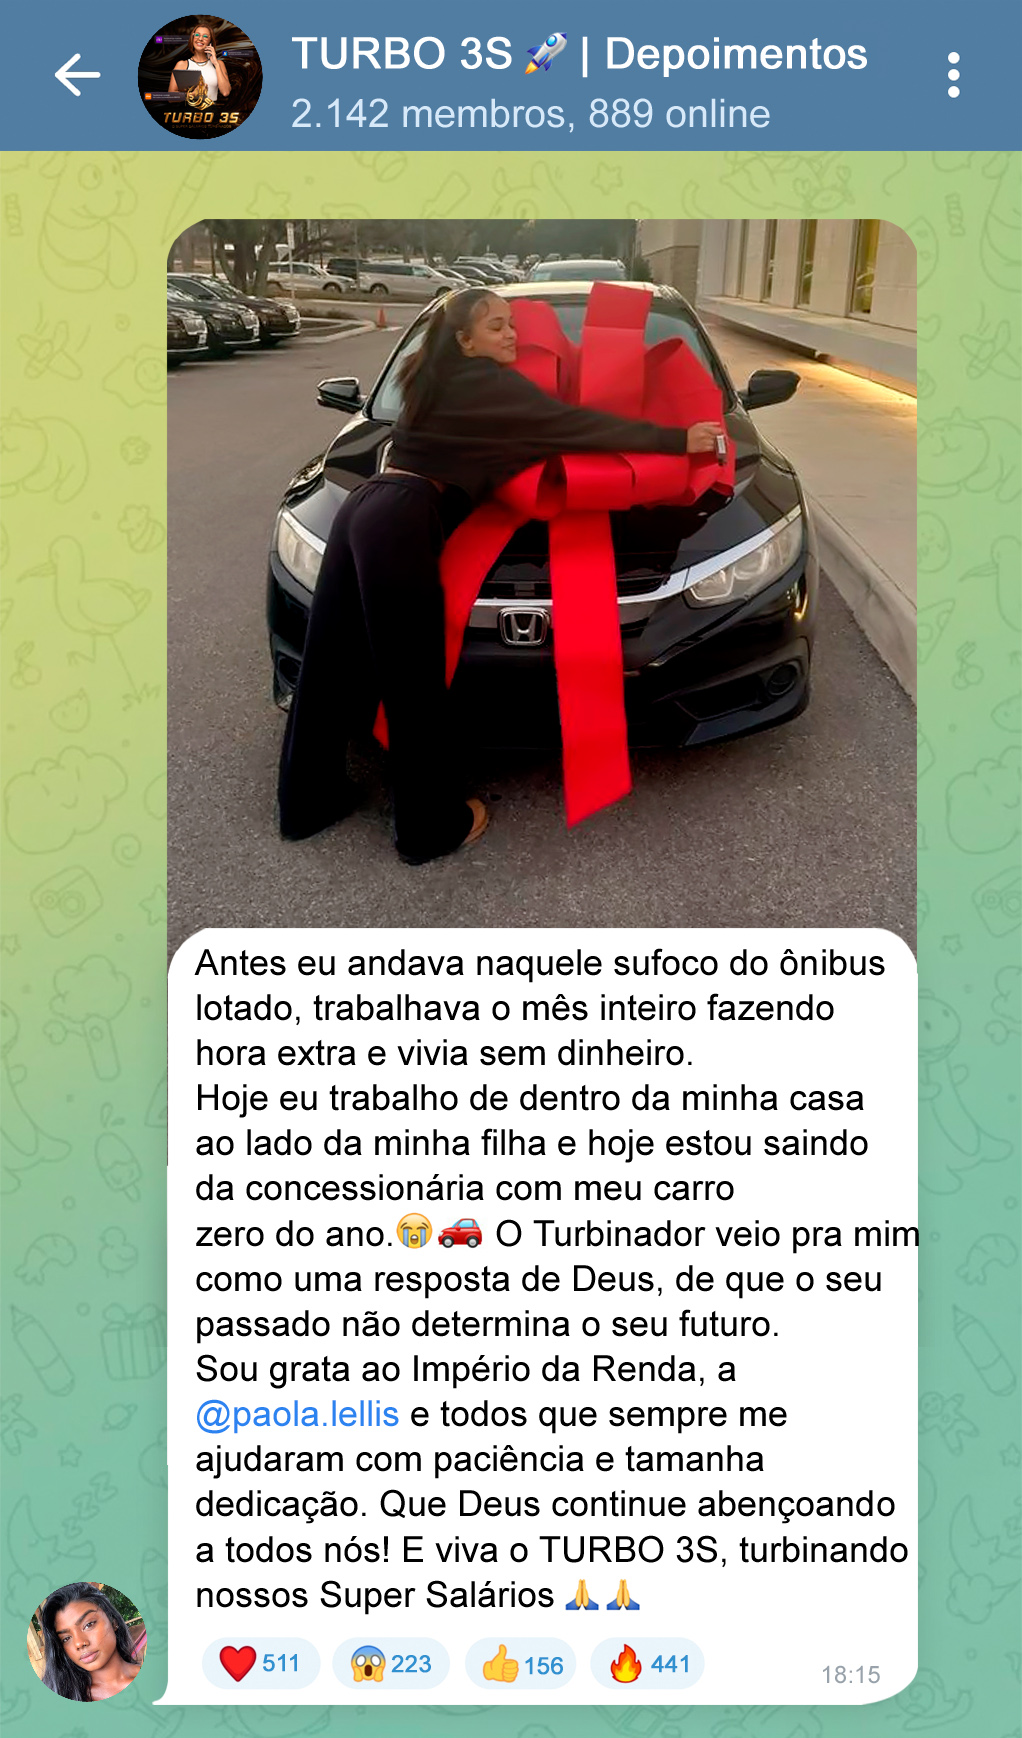 TURBO 3S 🚀 | Depoimentos
2.142 membros, 889 online
TURBO 3S
Antes eu andava naquele sufoco do ônibus
lotado, trabalhava o mês inteiro fazendo
hora extra e vivia sem dinheiro.
Hoje eu trabalho de dentro da minha casa
ao lado da minha filha e hoje estou saindo
da concessionária com meu carro
zero do ano.😭🚗 O Turbinador veio pra mim
como uma resposta de Deus, de que o seu
passado não determina o seu futuro.
Sou grata ao Império da Renda, a
@paola.lellis e todos que sempre me
ajudaram com paciência e tamanha
dedicação. Que Deus continue abençoando
a todos nós! E viva o TURBO 3S, turbinando
nossos Super Salários 🙏🙏
❤️ 511 😱 223 👍 156 🔥 441
18:15